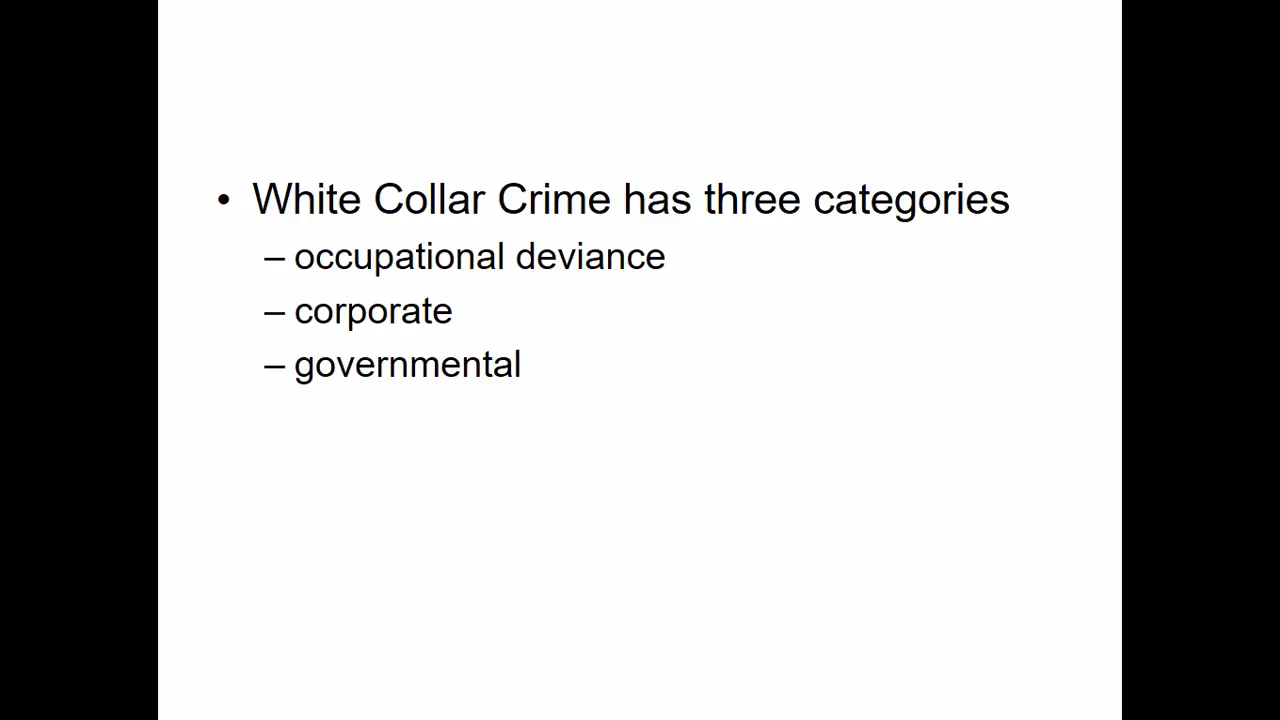 • White Collar Crime has three categories
– occupational deviance
– corporate
– governmental